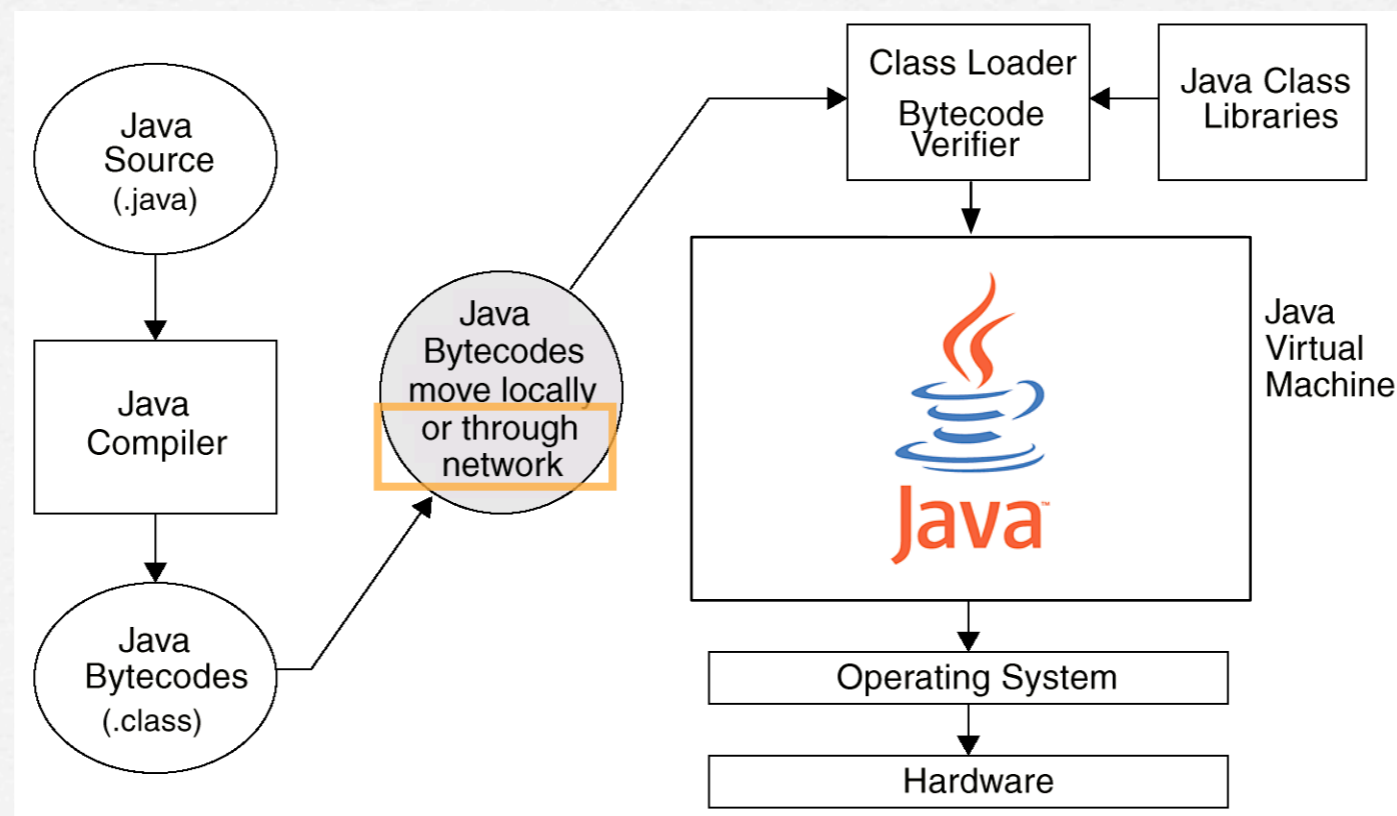 Java
Source
(.java)
Java
Compiler
Java
Bytecodes
(.class)
Java
Bytecodes
move locally
or through
network
Class Loader
Bytecode
Verifier
Java Class
Libraries
Java™
Java
Virtual
Machine
Operating System
Hardware